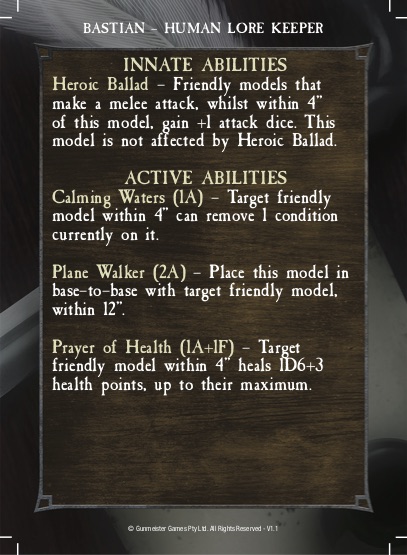 BASTIAN – HUMAN LORE KEEPER
INNATE ABILITIES
Heroic Ballad – Friendly models that
make a melee attack, whilst within 4"
of this model, gain +1 attack dice. This
model is not affected by Heroic Ballad.
ACTIVE ABILITIES
Calming Waters (1A) – Target friendly
model within 4" can remove 1 condition
currently on it.
Plane Walker (2A) – Place this model in
base-to-base with target friendly model,
within 12".
Prayer of Health (1A+1F) – Target
friendly model within 4" heals 1D6+3
health points, up to their maximum.
© Gunmeister Games Pty Ltd. All Rights Reserved - V1.1